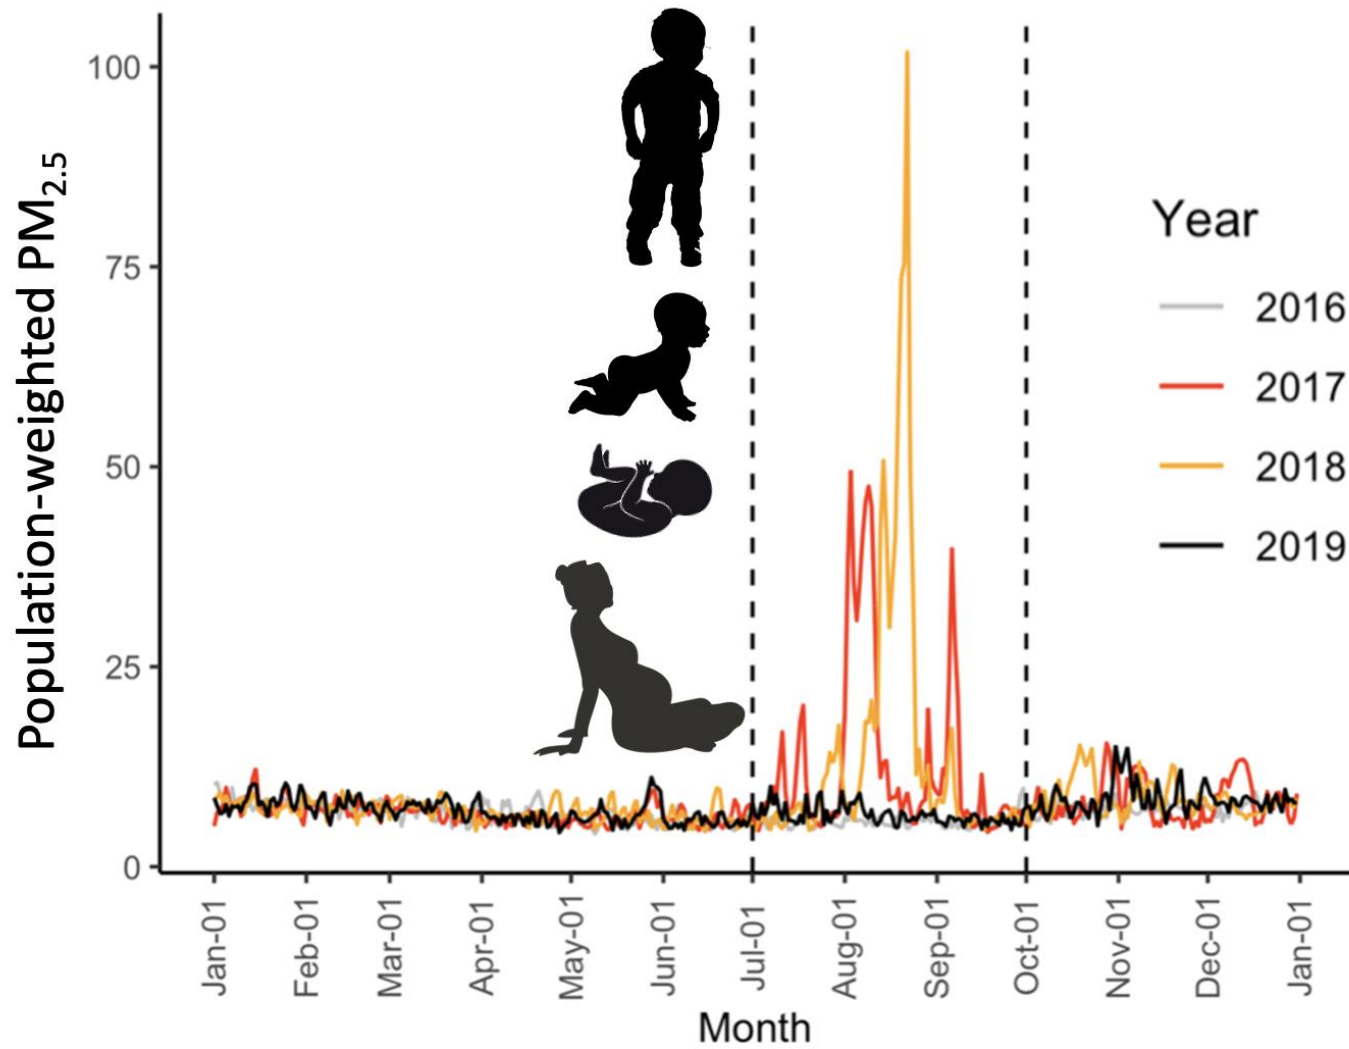 Population-weighted PM2.5
100
75
50
25
0
Jan-01
Feb-01
Mar-01
Apr-01
May-01
Jun-01
Jul-01
Aug-01
Sep-01
Oct-01
Nov-01
Dec-01
Jan-01
Month
Year
2016
2017
2018
2019